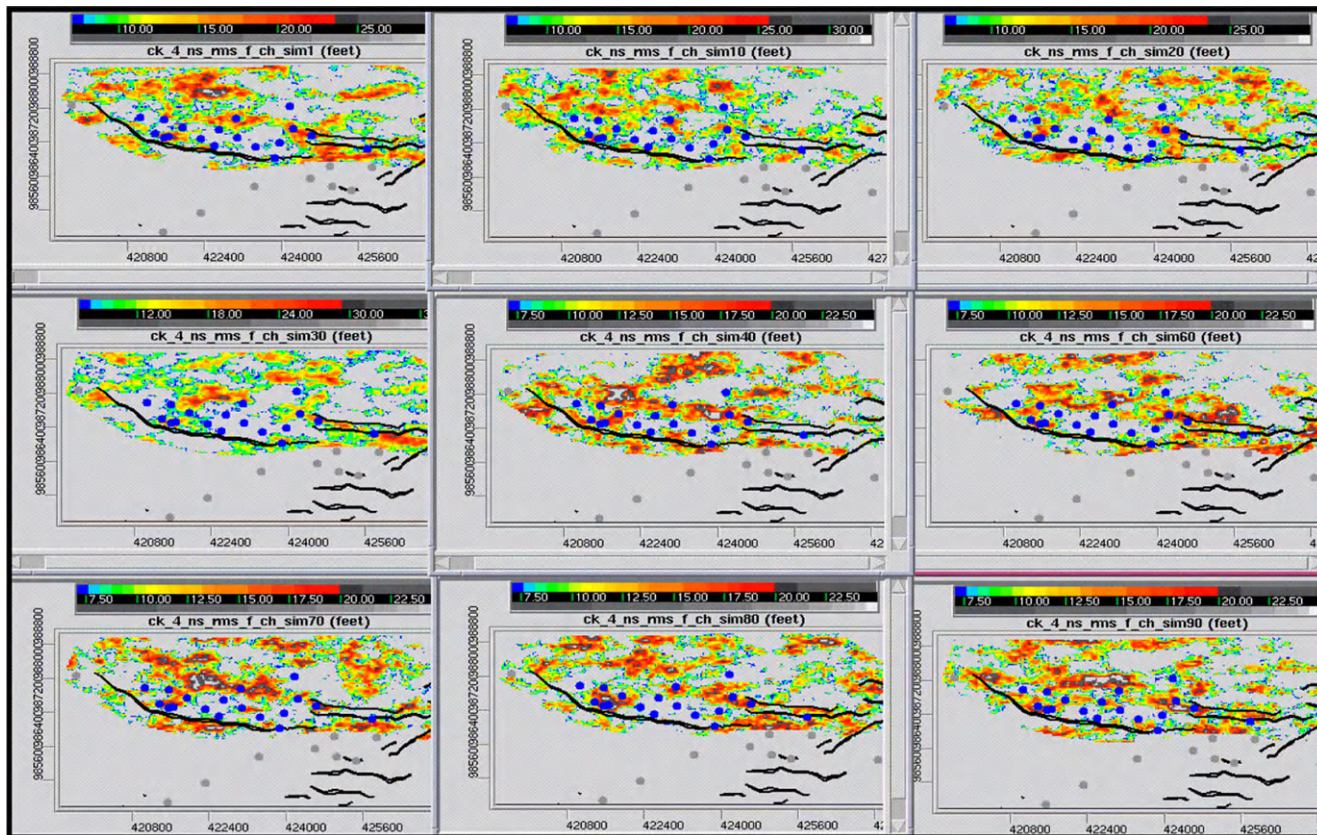 10.00 15.00 20.00 25.00
ck_4_ns_rms_f_ch_sim1 (feet)
420800 422400 424000 425600
10.00 15.00 20.00 25.00 30.00
ck_ns_rms_f_ch_sim10 (feet)
420800 422400 424000 425600
10.00 15.00 20.00 25.00
ck_ns_rms_f_ch_sim20 (feet)
420800 422400 424000 425600
12.00 18.00 24.00 30.00
ck_4_ns_rms_f_ch_sim30 (feet)
420800 422400 424000 425600
7.50 10.00 12.50 15.00 17.50 20.00 22.50
ck_4_ns_rms_f_ch_sim40 (feet)
420800 422400 424000 425600
7.50 10.00 12.50 15.00 17.50 20.00 22.50
ck_4_ns_rms_f_ch_sim60 (feet)
420800 422400 424000 425600
7.50 10.00 12.50 15.00 17.50 20.00 22.50
ck_4_ns_rms_f_ch_sim70 (feet)
420800 422400 424000 425600
7.50 10.00 12.50 15.00 17.50 20.00 22.50
ck_4_ns_rms_f_ch_sim80 (feet)
420800 422400 424000 425600
7.50 10.00 12.50 15.00 17.50 20.00 22.50
ck_4_ns_rms_f_ch_sim90 (feet)
420800 422400 424000 425600